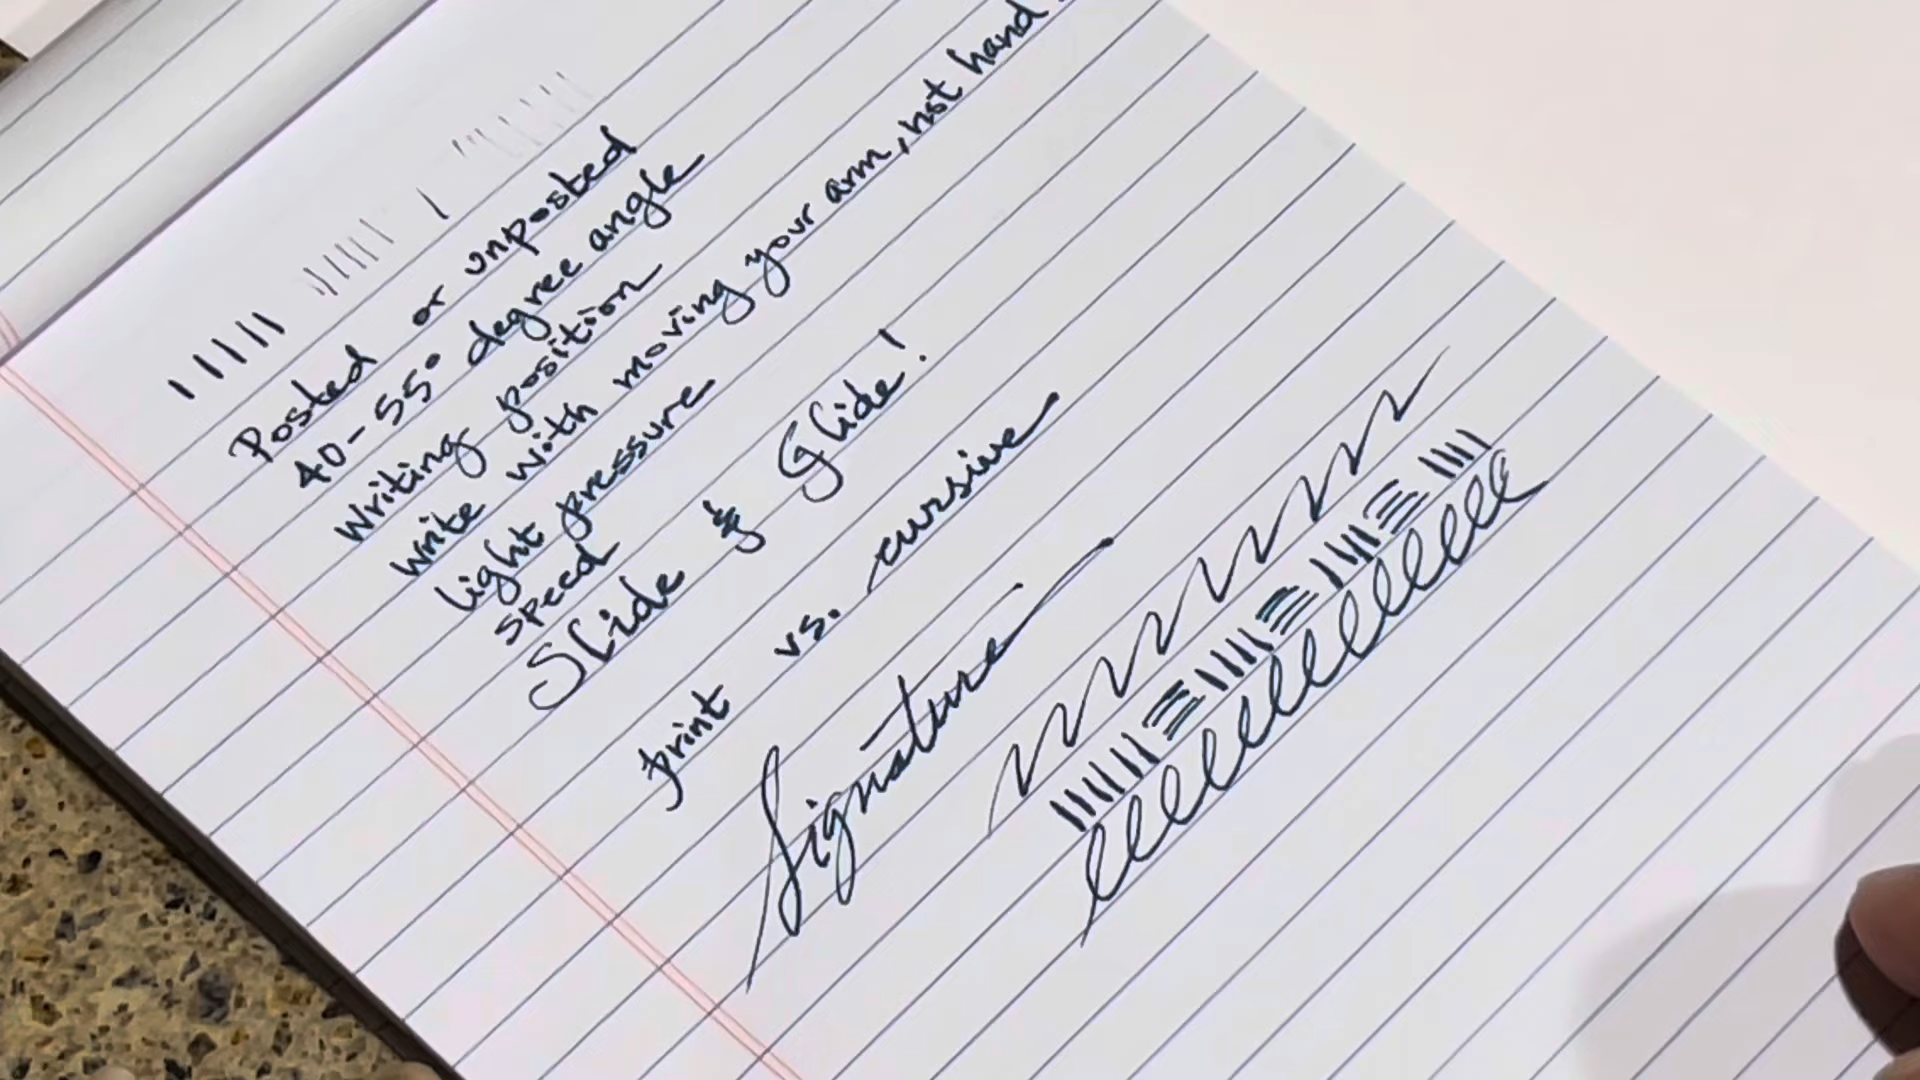 Posted or unposted
40-55° degree angle
Writing position
Write with moving your arm, not hand
Light pressure
Speed
Slide & Glide!
print vs. cursive
Signature